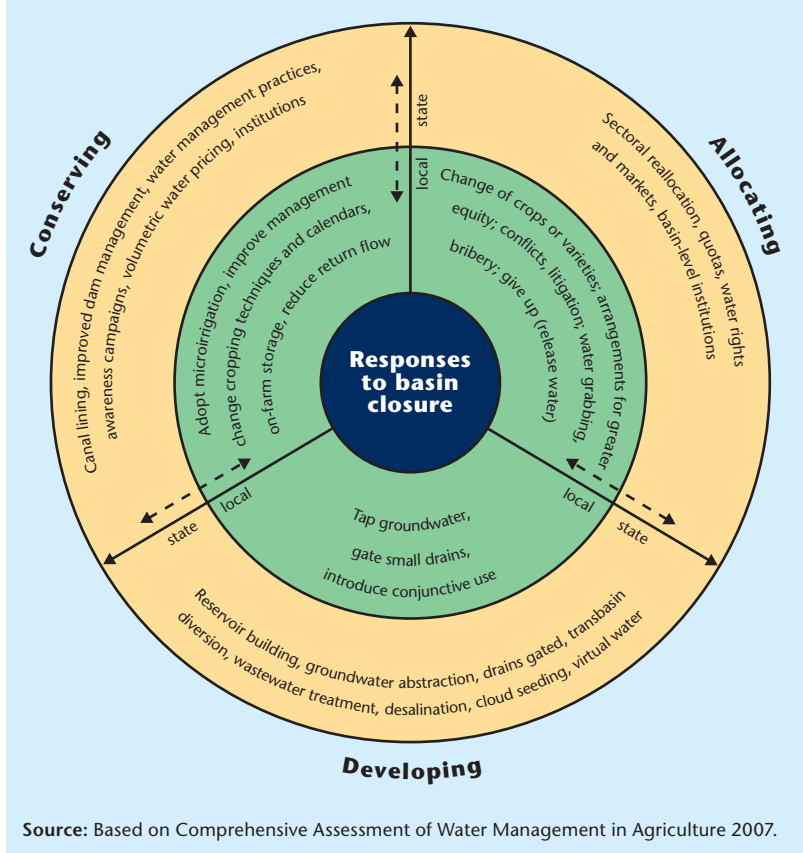 Conserving
Allocating
Developing
Responses
to basin
closure
state
local
Canal lining, improved dam management, water management practices,
awareness campaigns, volumetric water pricing, institutions
Adopt microirrigation, improve management
change cropping techniques and calendars,
on-farm storage, reduce return flow
Sectoral reallocation, quotas, water rights
and markets, basin-level institutions
Change of crops or varieties; arrangements for greater
equity; conflicts, litigation; water grabbing,
bribery; give up (release water)
local
state
local
state
Tap groundwater,
gate small drains,
introduce conjunctive use
Reservoir building, groundwater abstraction, drains gated, transbasin
diversion, wastewater treatment, desalination, cloud seeding, virtual water
Source: Based on Comprehensive Assessment of Water Management in Agriculture 2007.